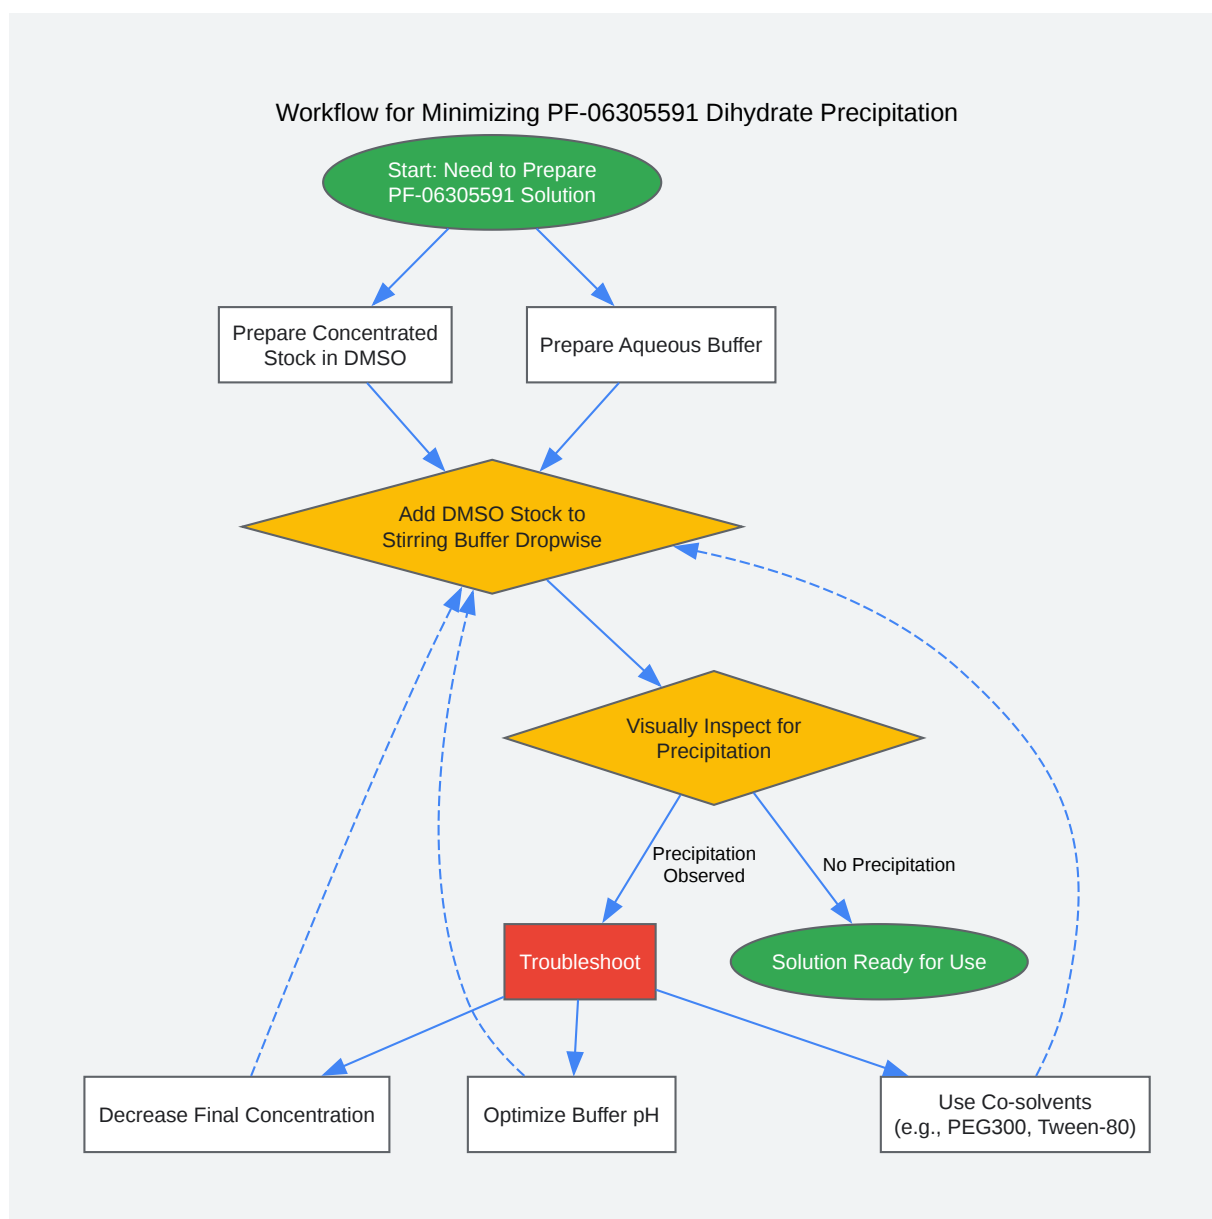 Workflow for Minimizing PF-06305591 Dihydrate Precipitation
Start: Need to Prepare
PF-06305591 Solution
Prepare Concentrated
Stock in DMSO
Prepare Aqueous Buffer
Add DMSO Stock to
Stirring Buffer Dropwise
Visually Inspect for
Precipitation
Precipitation
Observed
No Precipitation
Troubleshoot
Solution Ready for Use
Decrease Final Concentration
Optimize Buffer pH
Use Co-solvents
(e.g., PEG300, Tween-80)